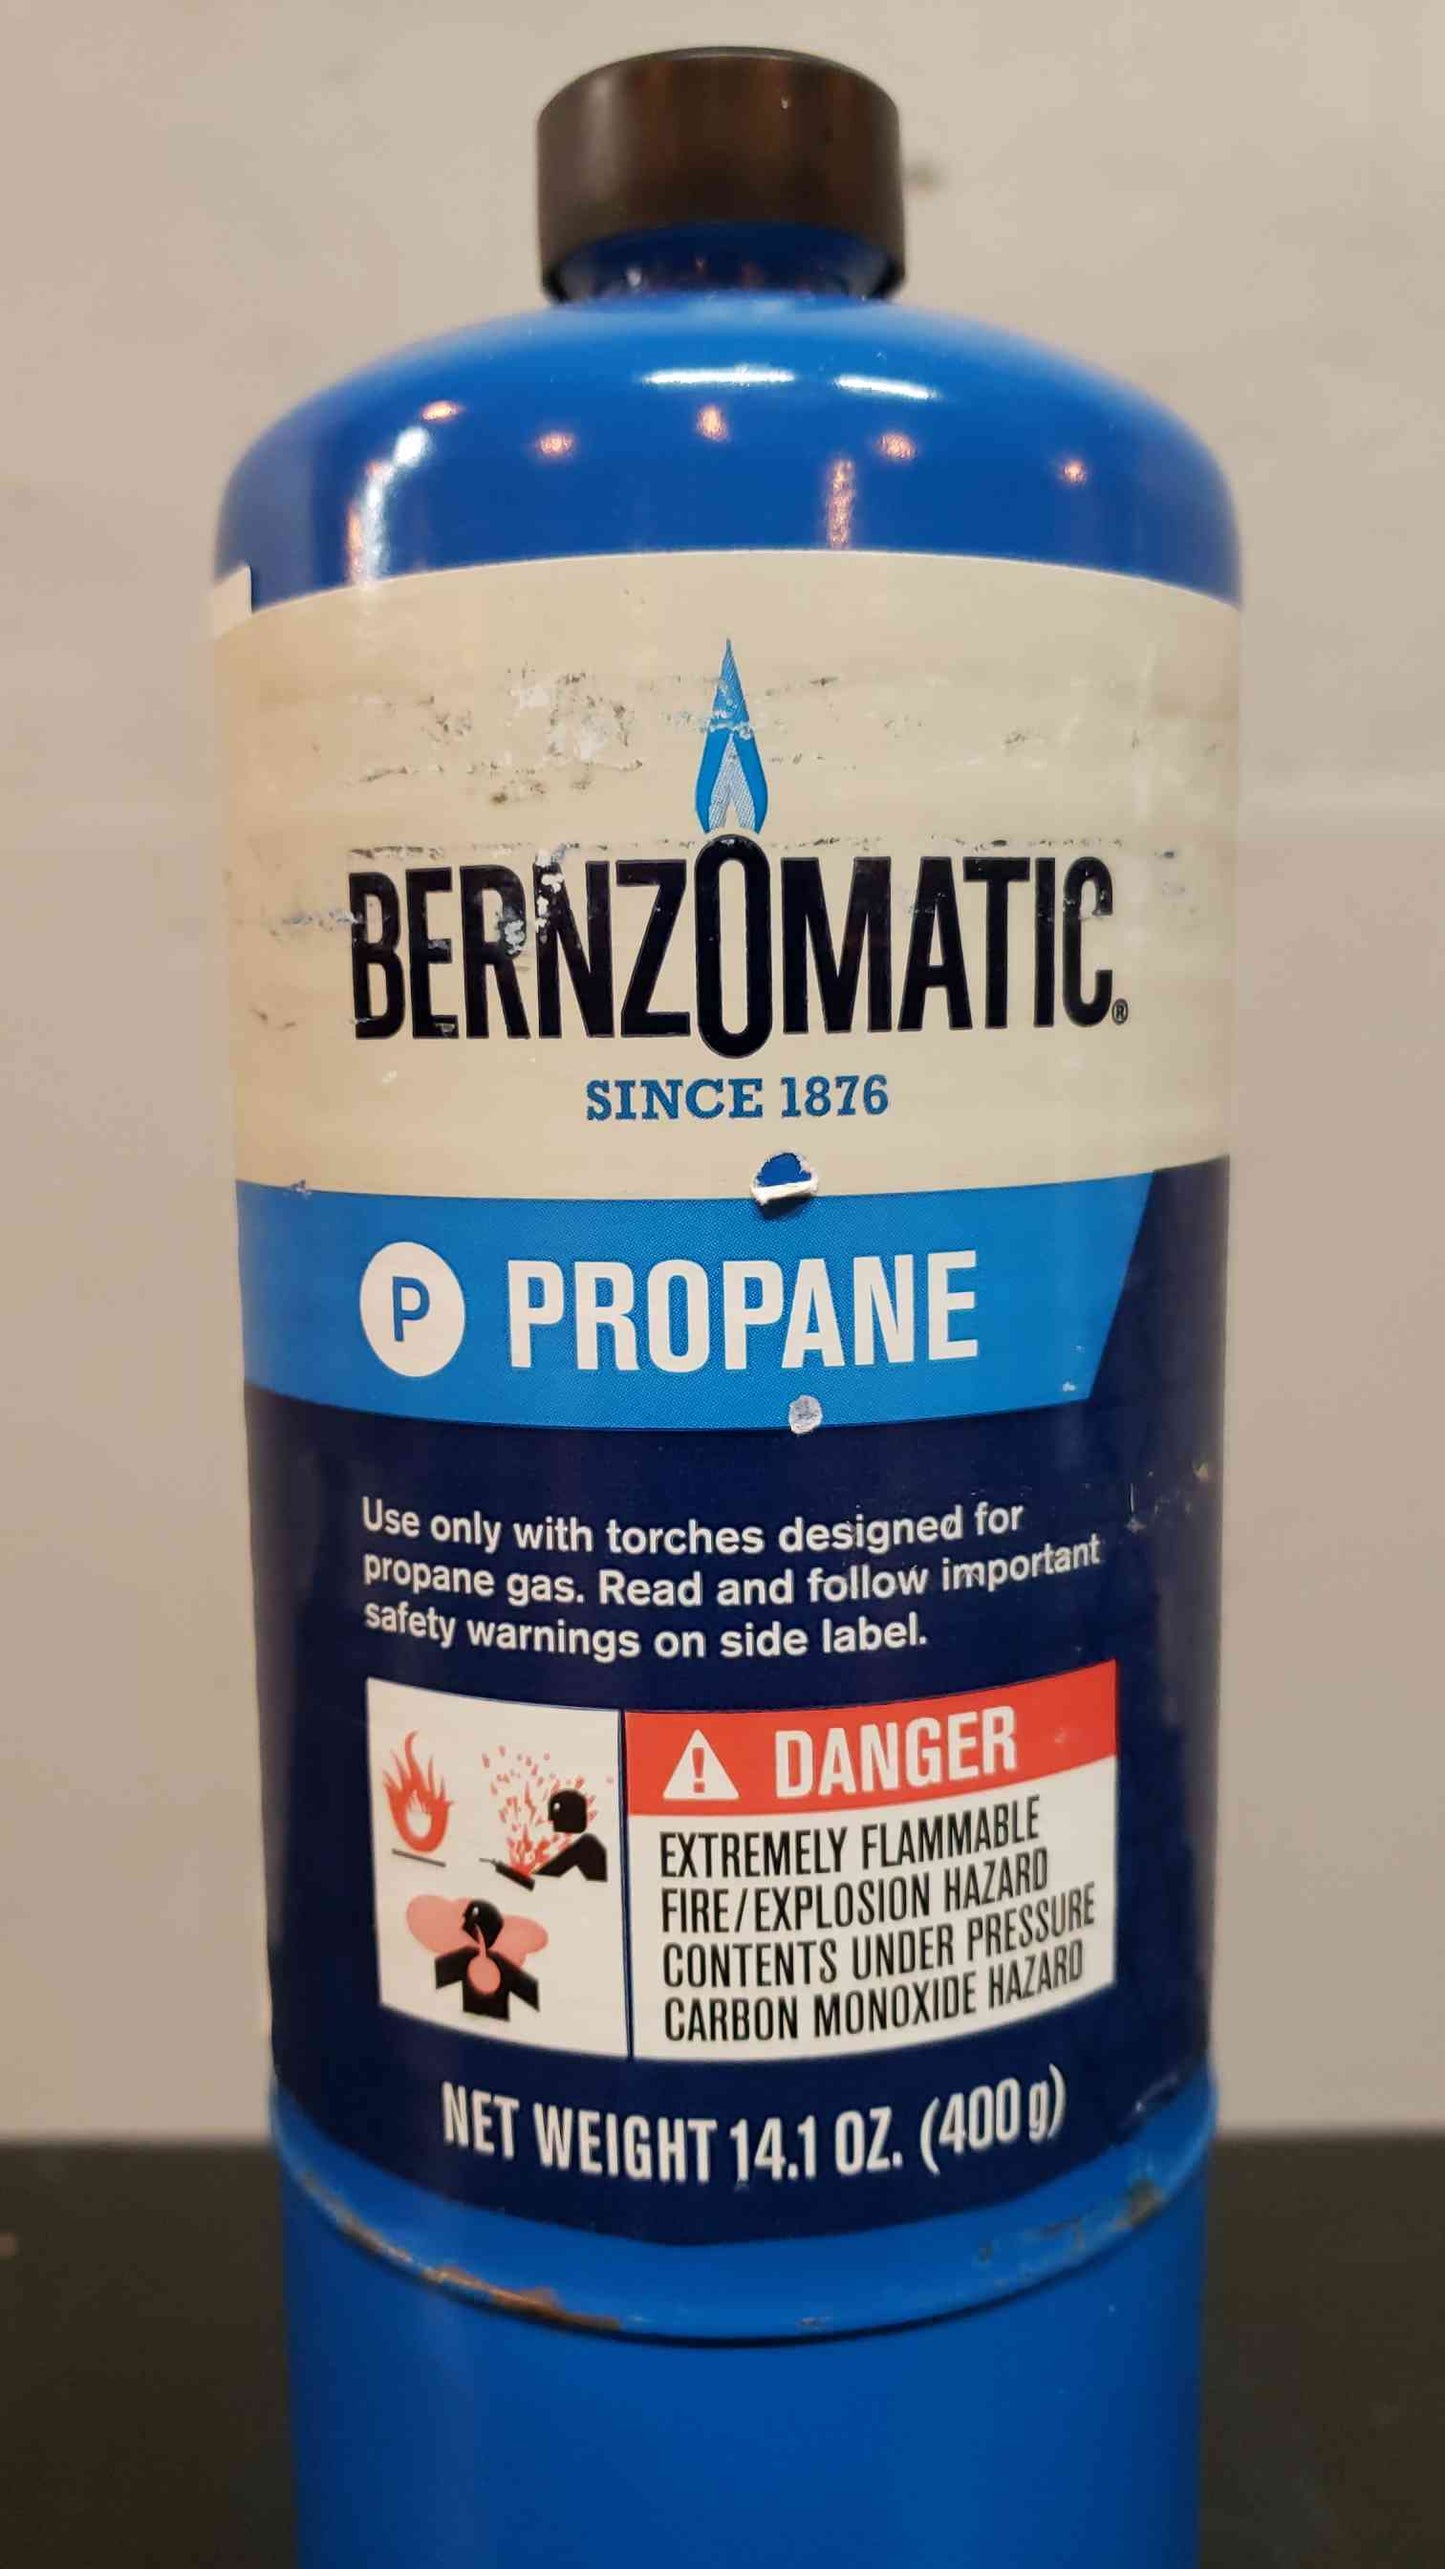 BERNZOMATIC®
SINCE 1876
P PROPANE
Use only with torches designed for
propane gas. Read and follow important
safety warnings on side label.
DANGER
EXTREMELY FLAMMABLE
FIRE/EXPLOSION HAZARD
CONTENTS UNDER PRESSURE
CARBON MONOXIDE HAZARD
NET WEIGHT 14.1 OZ. (400 g)